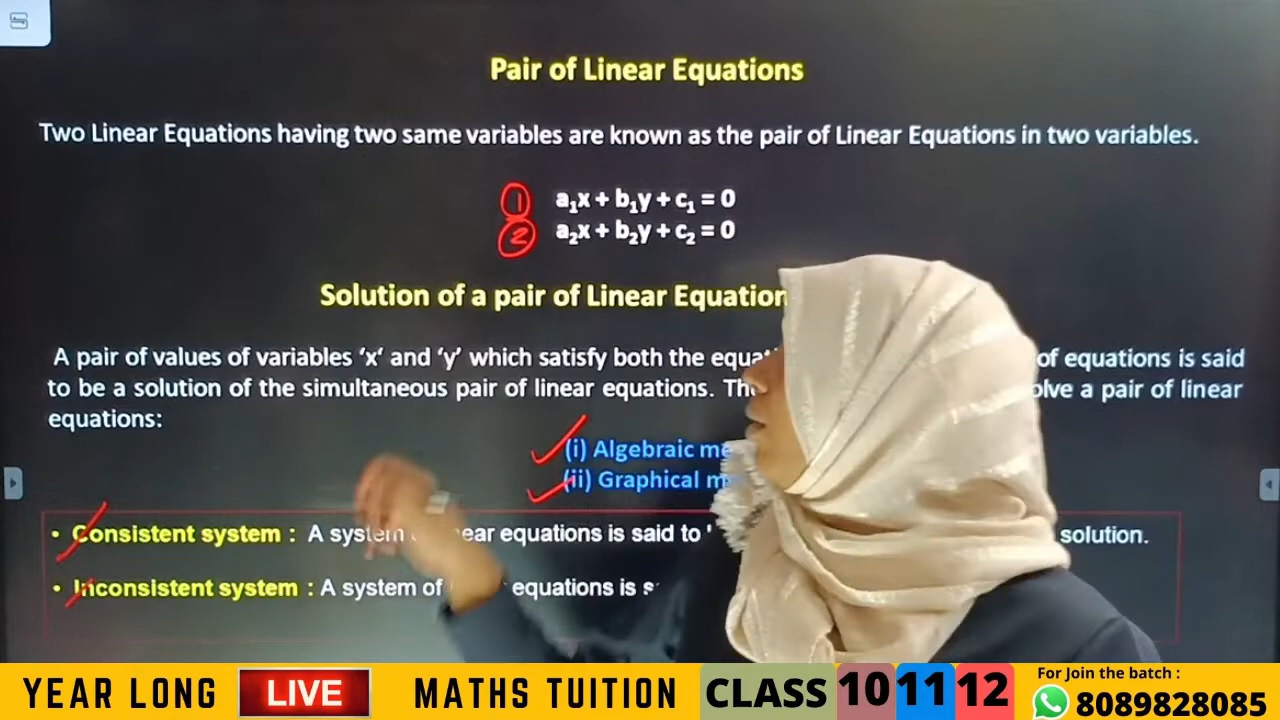 Pair of Linear Equations
Two Linear Equations having two same variables are known as the pair of Linear Equations in two variables.
1 a₁x + b₁y + c₁ = 0
2 a₂x + b₂y + c₂ = 0
Solution of a pair of Linear Equation
A pair of values of variables ‘x‘ and ‘y’ which satisfy both the of equations is said
to be a solution of the simultaneous pair of linear equations. a pair of linear
equations:
(i) Algebraic
(ii) Graphical
• Consistent system : A system equations is said to solution.
• Inconsistent system : A system of equations is
YEAR LONG LIVE MATHS TUITION CLASS 10 11 12
For Join the batch :
8089828085